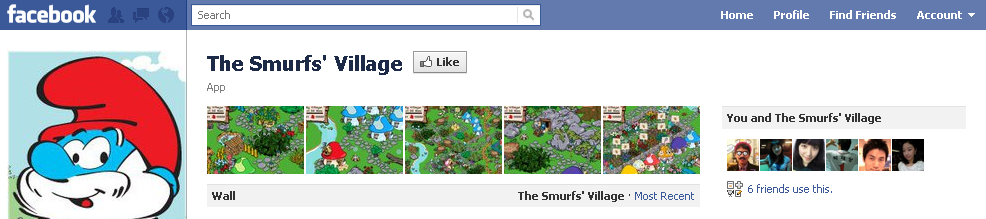 facebook
Search
Home Profile Find Friends Account
The Smurfs' Village Like
App
You and The Smurfs' Village
6 friends use this.
Wall The Smurfs' Village · Most Recent